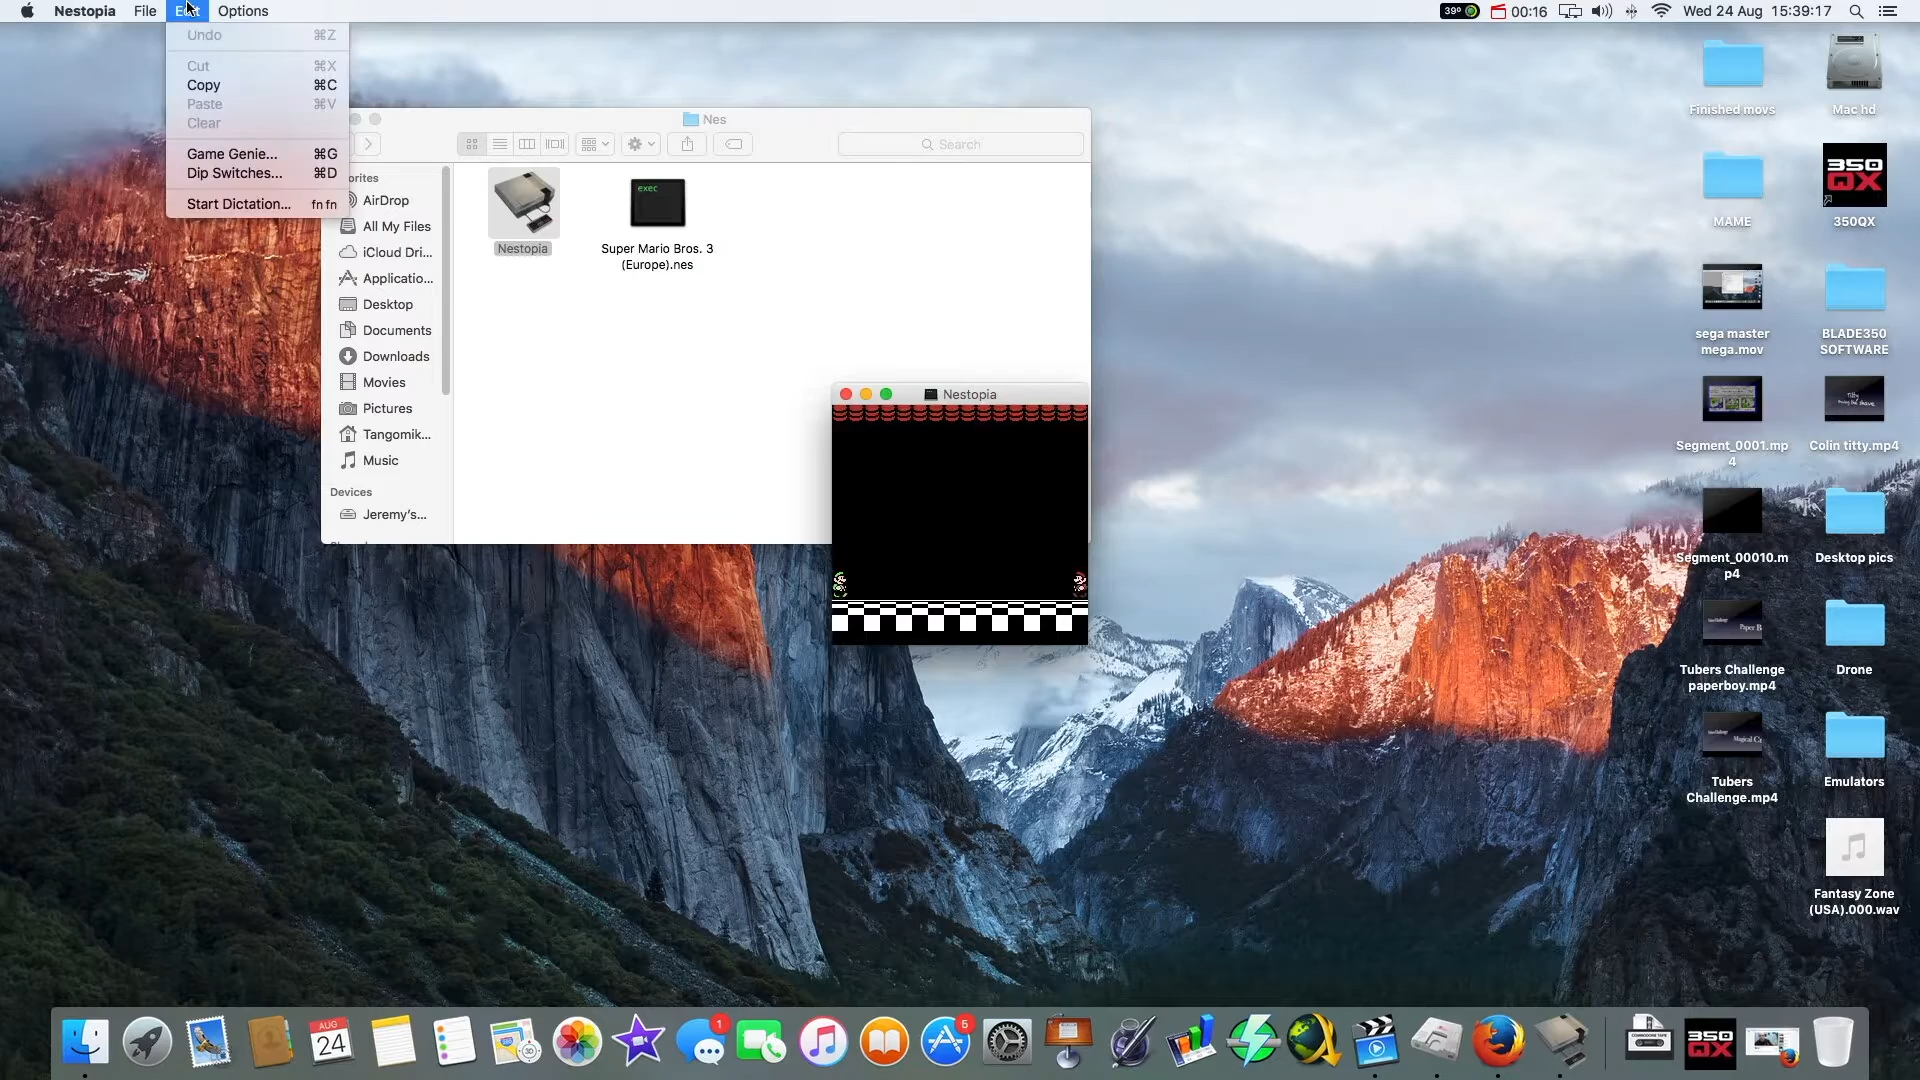 Nestopia File Edit Options
39° 00:16 Wed 24 Aug 15:39:17
Undo ⌘Z
Cut ⌘X
Copy ⌘C
Paste ⌘V
Clear
Game Genie... ⌘G
Dip Switches... ⌘D
Start Dictation... fn fn
Nes
Search
orites
AirDrop
All My Files
iCloud Dri...
Applicatio...
Desktop
Documents
Downloads
Movies
Pictures
Tangomik...
Music
Devices
Jeremy's...
Nestopia
exec
Super Mario Bros. 3
(Europe).nes
Nestopia
Finished movs
Mac hd
MAME
350
QX
350QX
sega master
mega.mov
BLADE350
SOFTWARE
Segment_0001.mp
4
Colin titty.mp4
Segment_00010.m
p4
Desktop pics
Tubers Challenge
paperboy.mp4
Drone
Tubers
Challenge.mp4
Emulators
Fantasy Zone
(USA).000.wav
AUG
24
1
5
350
QX